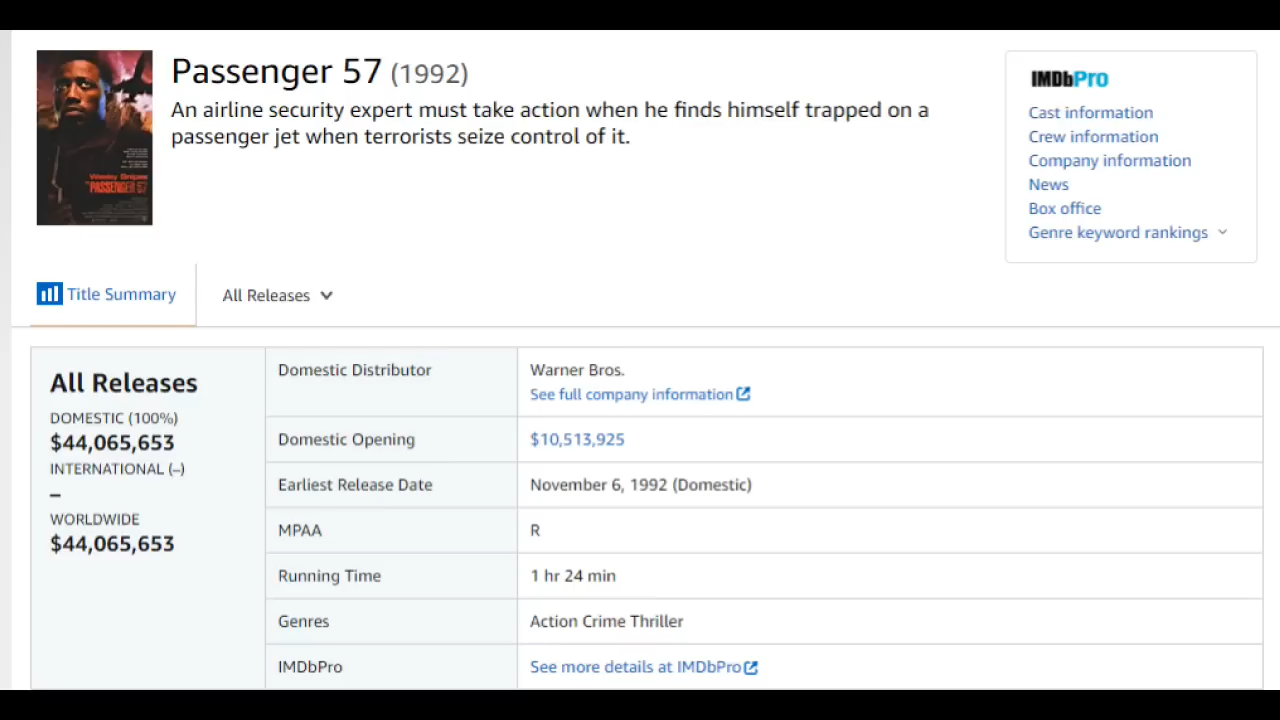 Passenger 57 (1992)
An airline security expert must take action when he finds himself trapped on a
passenger jet when terrorists seize control of it.
Wesley Snipes
PASSENGER 57
IMDbPro
Cast information
Crew information
Company information
News
Box office
Genre keyword rankings
Title Summary
All Releases
All Releases
DOMESTIC (100%)
$44,065,653
INTERNATIONAL (–)
–
WORLDWIDE
$44,065,653
Domestic Distributor
Warner Bros.
See full company information
Domestic Opening
$10,513,925
Earliest Release Date
November 6, 1992 (Domestic)
MPAA
R
Running Time
1 hr 24 min
Genres
Action Crime Thriller
IMDbPro
See more details at IMDbPro